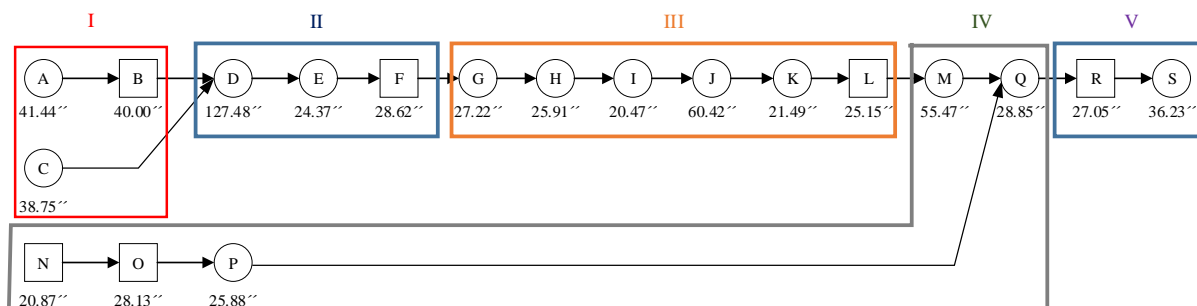 I II III IV V
A B D E F G H I J K L M Q R S
41.44´´ 40.00´´ 127.48´´ 24.37´´ 28.62´´ 27.22´´ 25.91´´ 20.47´´ 60.42´´ 21.49´´ 25.15´´ 55.47´´ 28.85´´ 27.05´´ 36.23´´
C
38.75´´
N O P
20.87´´ 28.13´´ 25.88´´